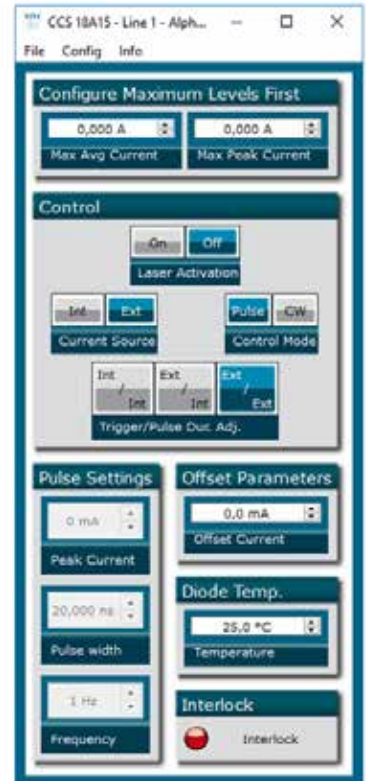 CCS 18A15 - Line 1 - Alph...
File Config Info
Configure Maximum Levels First
0,000 A 0,000 A
Max Avg Current Max Peak Current
Control
On Off
Laser Activation
Int Ext Pulse CW
Current Source Control Mode
Int / Int Ext / Int Ext / Ext
Trigger/Pulse Dur. Adj.
Pulse Settings
0 mA
Peak Current
20,000 ns
Pulse width
1 Hz
Frequency
Offset Parameters
0,0 mA
Offset Current
Diode Temp.
25,0 °C
Temperature
Interlock
Interlock